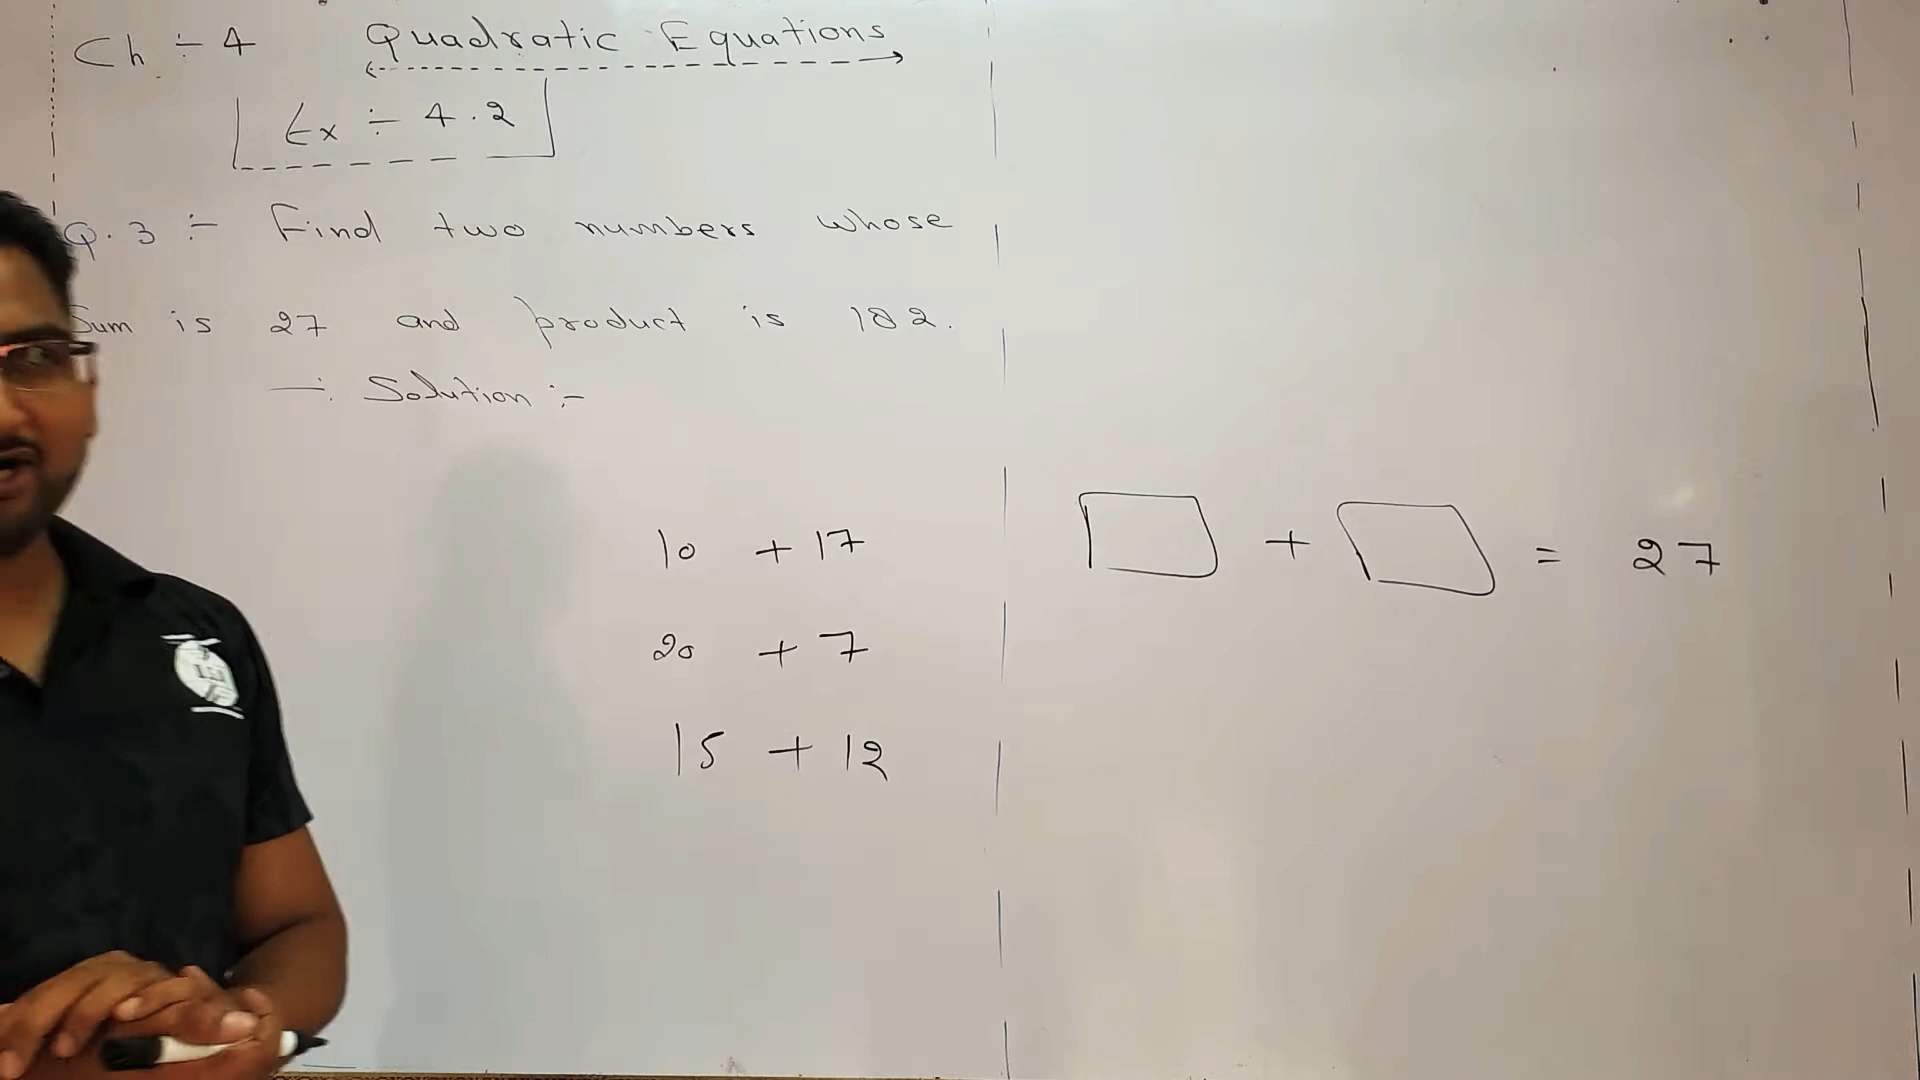 Ch ÷ 4 Quadratic Equations
Ex ÷ 4.2
Q.3 :- Find two numbers whose
Sum is 27 and product is 182.
-: Solution :-
10 + 17
20 + 7
15 + 12
□ + □ = 27